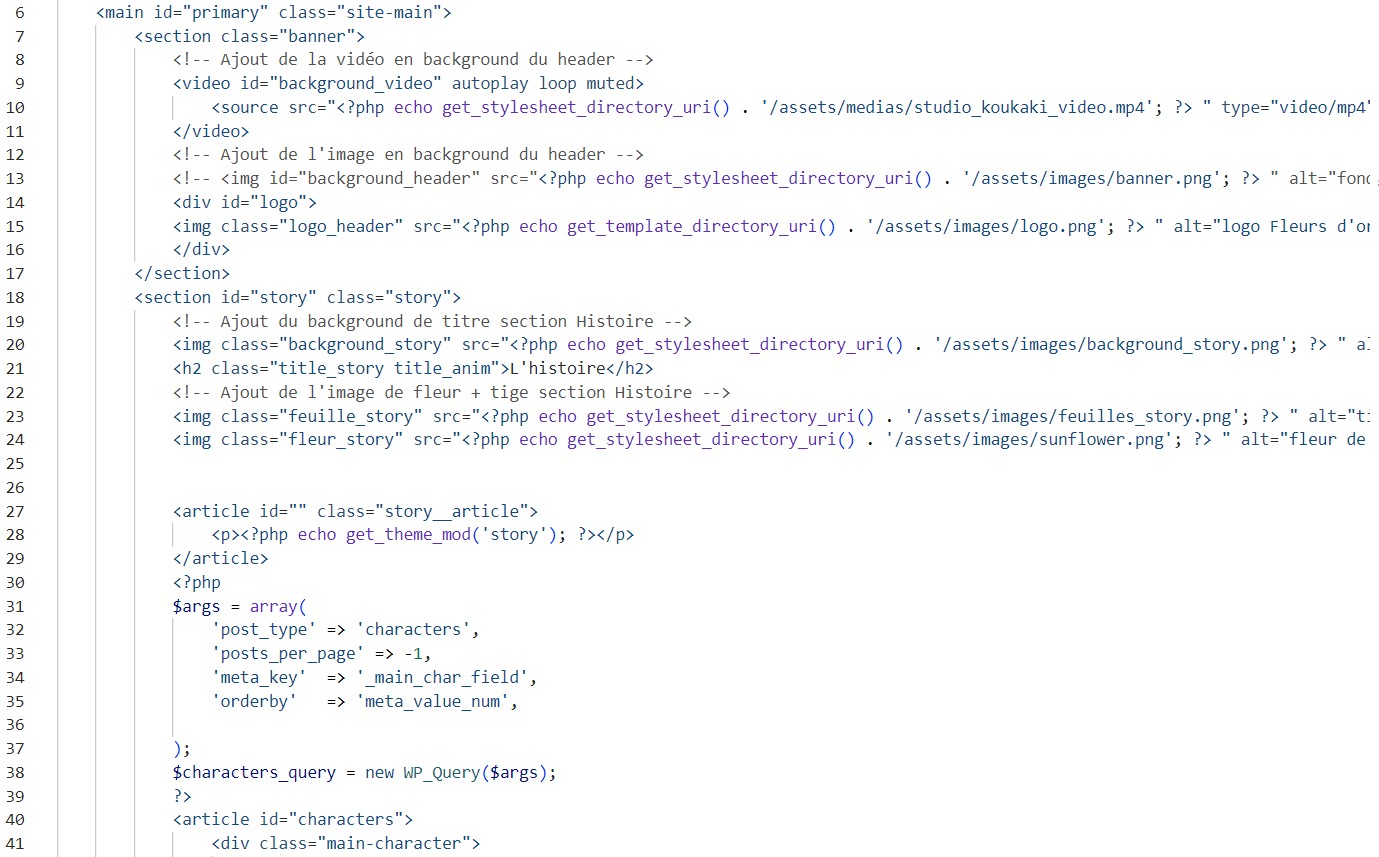 6 <main id="primary" class="site-main">
7 <section class="banner">
8 <!-- Ajout de la vidéo en background du header -->
9 <video id="background_video" autoplay loop muted>
10 <source src="<?php echo get_stylesheet_directory_uri() . '/assets/medias/studio_koukaki_video.mp4'; ?> " type="video/mp4"
11 </video>
12 <!-- Ajout de l'image en background du header -->
13 <!-- <img id="background_header" src="<?php echo get_stylesheet_directory_uri() . '/assets/images/banner.png'; ?> " alt="fond
14 <div id="logo">
15 <img class="logo_header" src="<?php echo get_template_directory_uri() . '/assets/images/logo.png'; ?> " alt="logo Fleurs d'or
16 </div>
17 </section>
18 <section id="story" class="story">
19 <!-- Ajout du background de titre section Histoire -->
20 <img class="background_story" src="<?php echo get_stylesheet_directory_uri() . '/assets/images/background_story.png'; ?> " al
21 <h2 class="title_story title_anim">L'histoire</h2>
22 <!-- Ajout de l'image de fleur + tige section Histoire -->
23 <img class="feuille_story" src="<?php echo get_stylesheet_directory_uri() . '/assets/images/feuilles_story.png'; ?> " alt="ti
24 <img class="fleur_story" src="<?php echo get_stylesheet_directory_uri() . '/assets/images/sunflower.png'; ?> " alt="fleur de
25
26
27 <article id="" class="story__article">
28 <p><?php echo get_theme_mod('story'); ?></p>
29 </article>
30 <?php
31 $args = array(
32 'post_type' => 'characters',
33 'posts_per_page' => -1,
34 'meta_key'  => '_main_char_field',
35 'orderby'   => 'meta_value_num',
36
37 );
38 $characters_query = new WP_Query($args);
39 ?>
40 <article id="characters">
41 <div class="main-character">